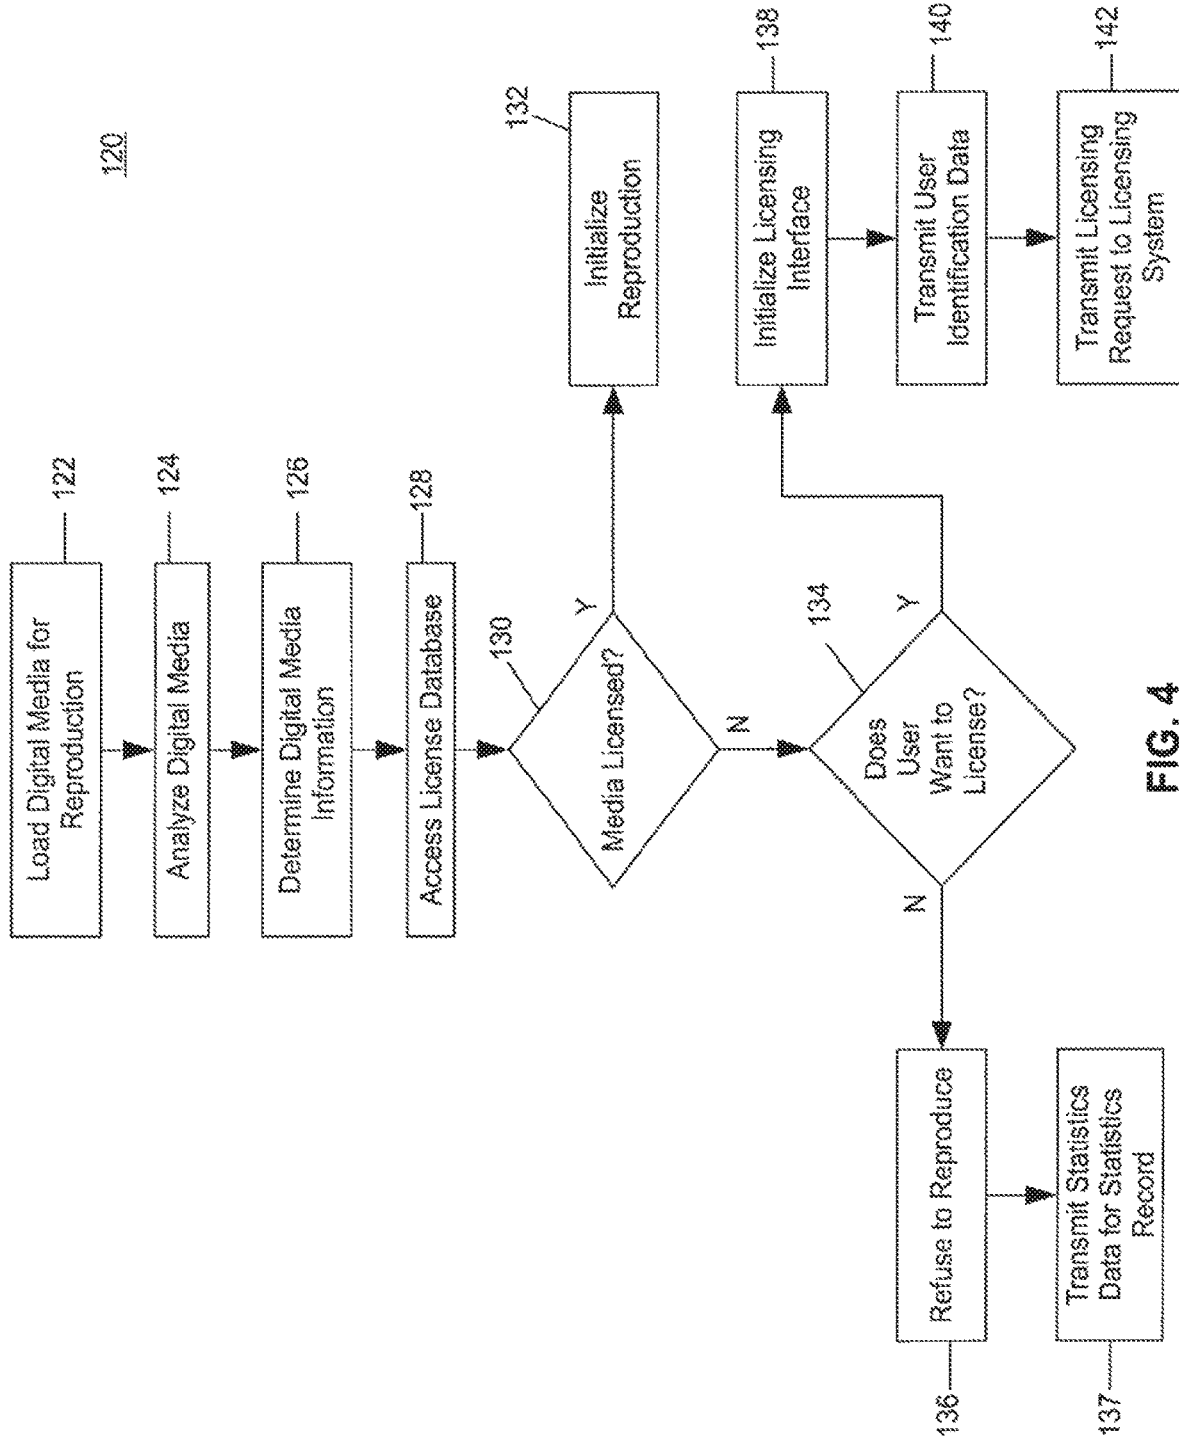 120
Load Digital Media for
Reproduction
122
Analyze Digital Media
124
Determine Digital Media
Information
126
Access License Database
128
Media Licensed?
130
Y
N
Initialize
Reproduction
132
Does
User
Want to
License?
134
Y
N
Initialize Licensing
Interface
138
Transmit User
Identification Data
140
Transmit Licensing
Request to Licensing
System
142
Refuse to Reproduce
136
Transmit Statistics
Data for Statistics
Record
137
FIG. 4